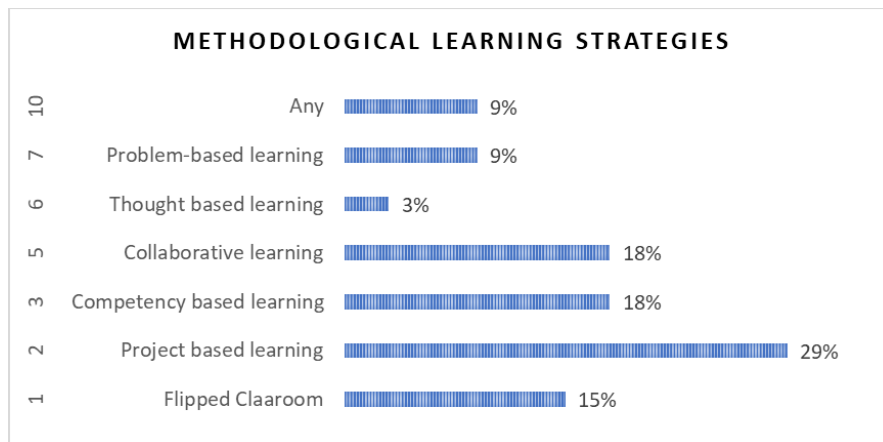 METHODOLOGICAL LEARNING STRATEGIES
10 Any 9%
7 Problem-based learning 9%
6 Thought based learning 3%
5 Collaborative learning 18%
3 Competency based learning 18%
2 Project based learning 29%
1 Flipped Claaroom 15%